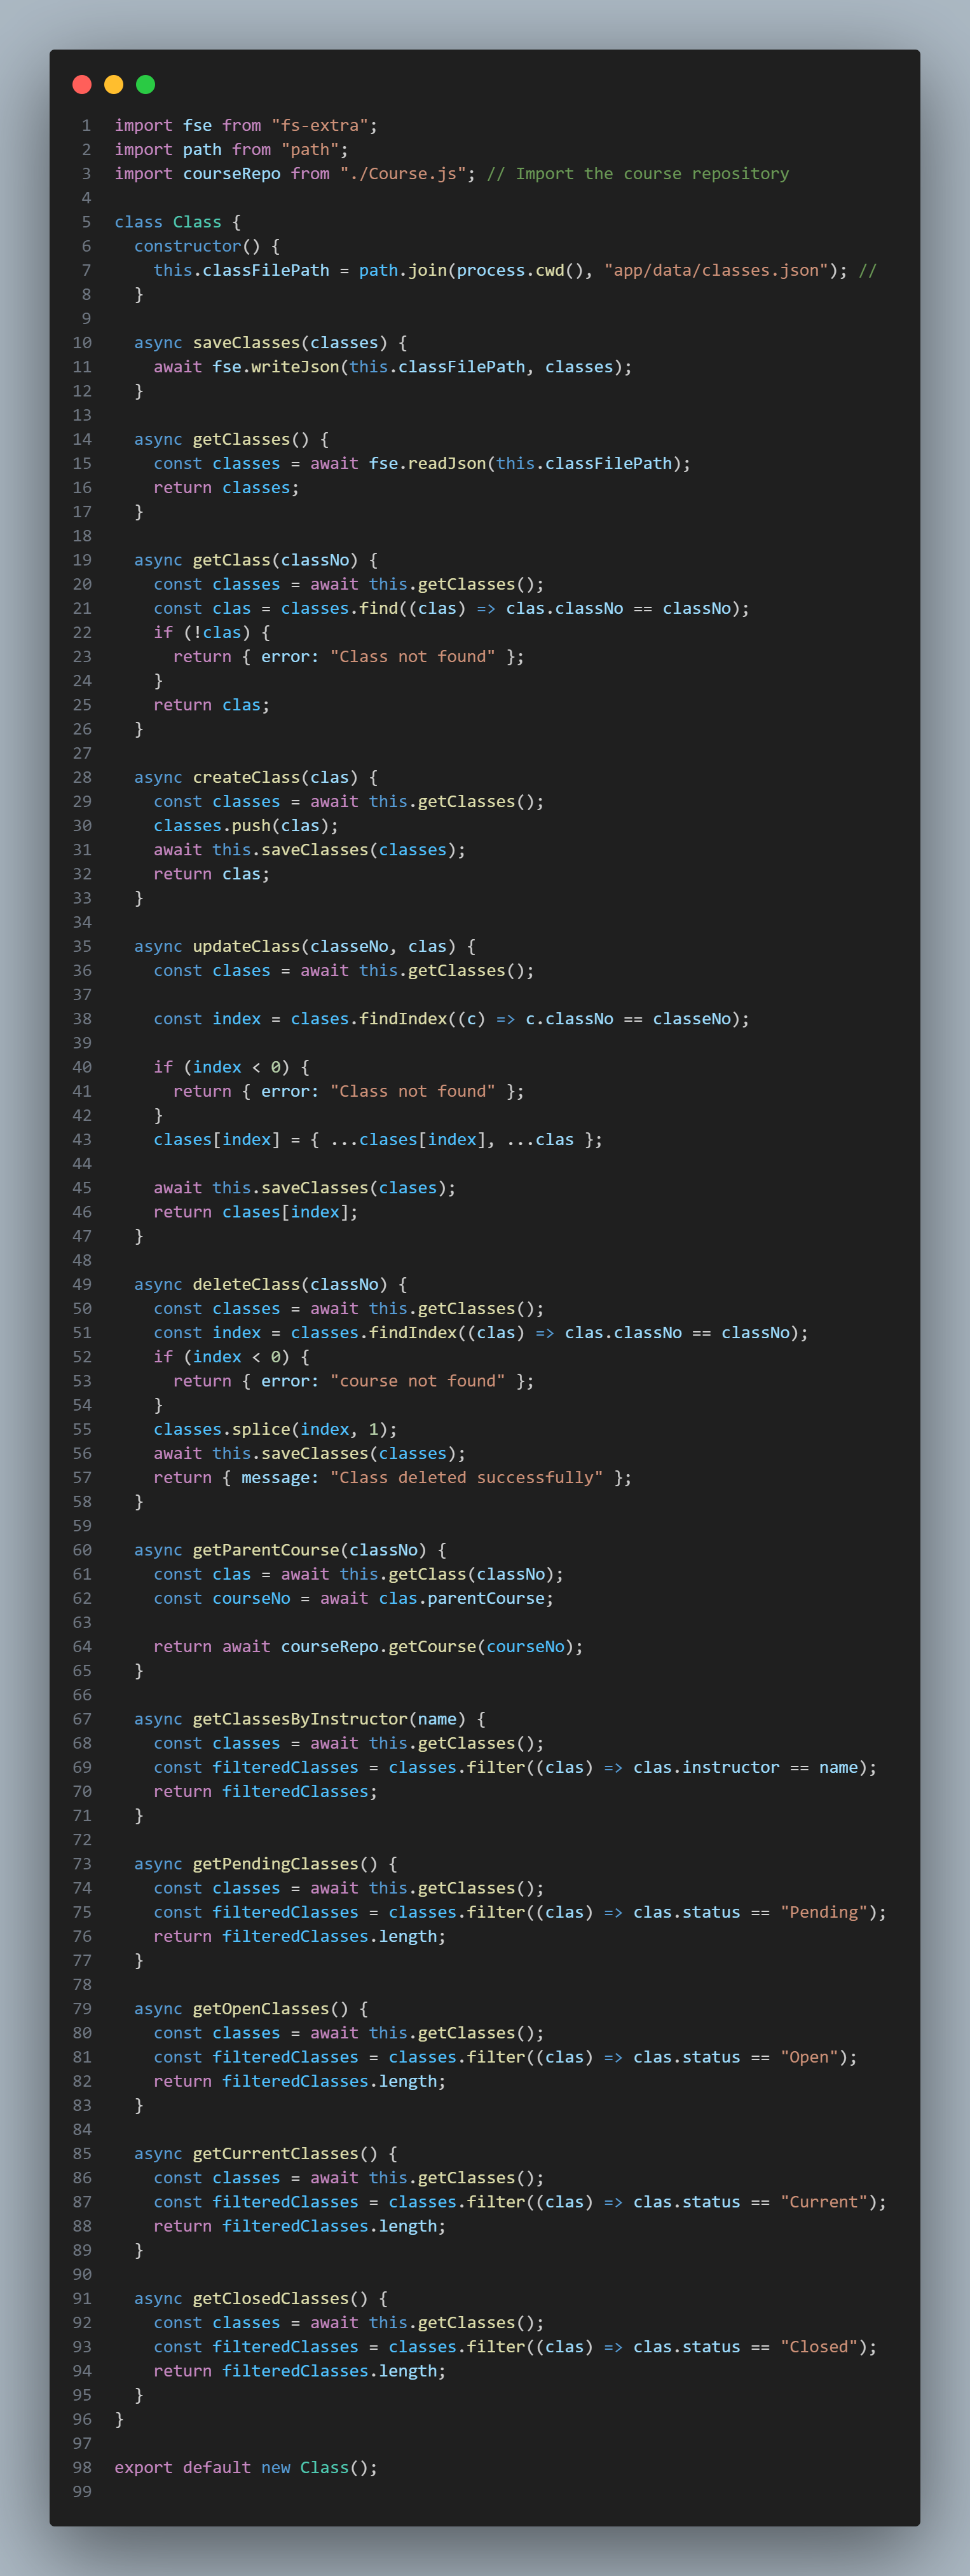 1 import fse from "fs-extra";
2 import path from "path";
3 import courseRepo from "./Course.js"; // Import the course repository
4
5 class Class {
6   constructor() {
7     this.classFilePath = path.join(process.cwd(), "app/data/classes.json"); //
8   }
9
10   async saveClasses(classes) {
11     await fse.writeJson(this.classFilePath, classes);
12   }
13
14   async getClasses() {
15     const classes = await fse.readJson(this.classFilePath);
16     return classes;
17   }
18
19   async getClass(classNo) {
20     const classes = await this.getClasses();
21     const clas = classes.find((clas) => clas.classNo == classNo);
22     if (!clas) {
23       return { error: "Class not found" };
24     }
25     return clas;
26   }
27
28   async createClass(clas) {
29     const classes = await this.getClasses();
30     classes.push(clas);
31     await this.saveClasses(classes);
32     return clas;
33   }
34
35   async updateClass(classeNo, clas) {
36     const clases = await this.getClasses();
37
38     const index = clases.findIndex((c) => c.classNo == classeNo);
39
40     if (index < 0) {
41       return { error: "Class not found" };
42     }
43     clases[index] = { ...clases[index], ...clas };
44
45     await this.saveClasses(clases);
46     return clases[index];
47   }
48
49   async deleteClass(classNo) {
50     const classes = await this.getClasses();
51     const index = classes.findIndex((clas) => clas.classNo == classNo);
52     if (index < 0) {
53       return { error: "course not found" };
54     }
55     classes.splice(index, 1);
56     await this.saveClasses(classes);
57     return { message: "Class deleted successfully" };
58   }
59
60   async getParentCourse(classNo) {
61     const clas = await this.getClass(classNo);
62     const courseNo = await clas.parentCourse;
63
64     return await courseRepo.getCourse(courseNo);
65   }
66
67   async getClassesByInstructor(name) {
68     const classes = await this.getClasses();
69     const filteredClasses = classes.filter((clas) => clas.instructor == name);
70     return filteredClasses;
71   }
72
73   async getPendingClasses() {
74     const classes = await this.getClasses();
75     const filteredClasses = classes.filter((clas) => clas.status == "Pending");
76     return filteredClasses.length;
77   }
78
79   async getOpenClasses() {
80     const classes = await this.getClasses();
81     const filteredClasses = classes.filter((clas) => clas.status == "Open");
82     return filteredClasses.length;
83   }
84
85   async getCurrentClasses() {
86     const classes = await this.getClasses();
87     const filteredClasses = classes.filter((clas) => clas.status == "Current");
88     return filteredClasses.length;
89   }
90
91   async getClosedClasses() {
92     const classes = await this.getClasses();
93     const filteredClasses = classes.filter((clas) => clas.status == "Closed");
94     return filteredClasses.length;
95   }
96 }
97
98 export default new Class();
99